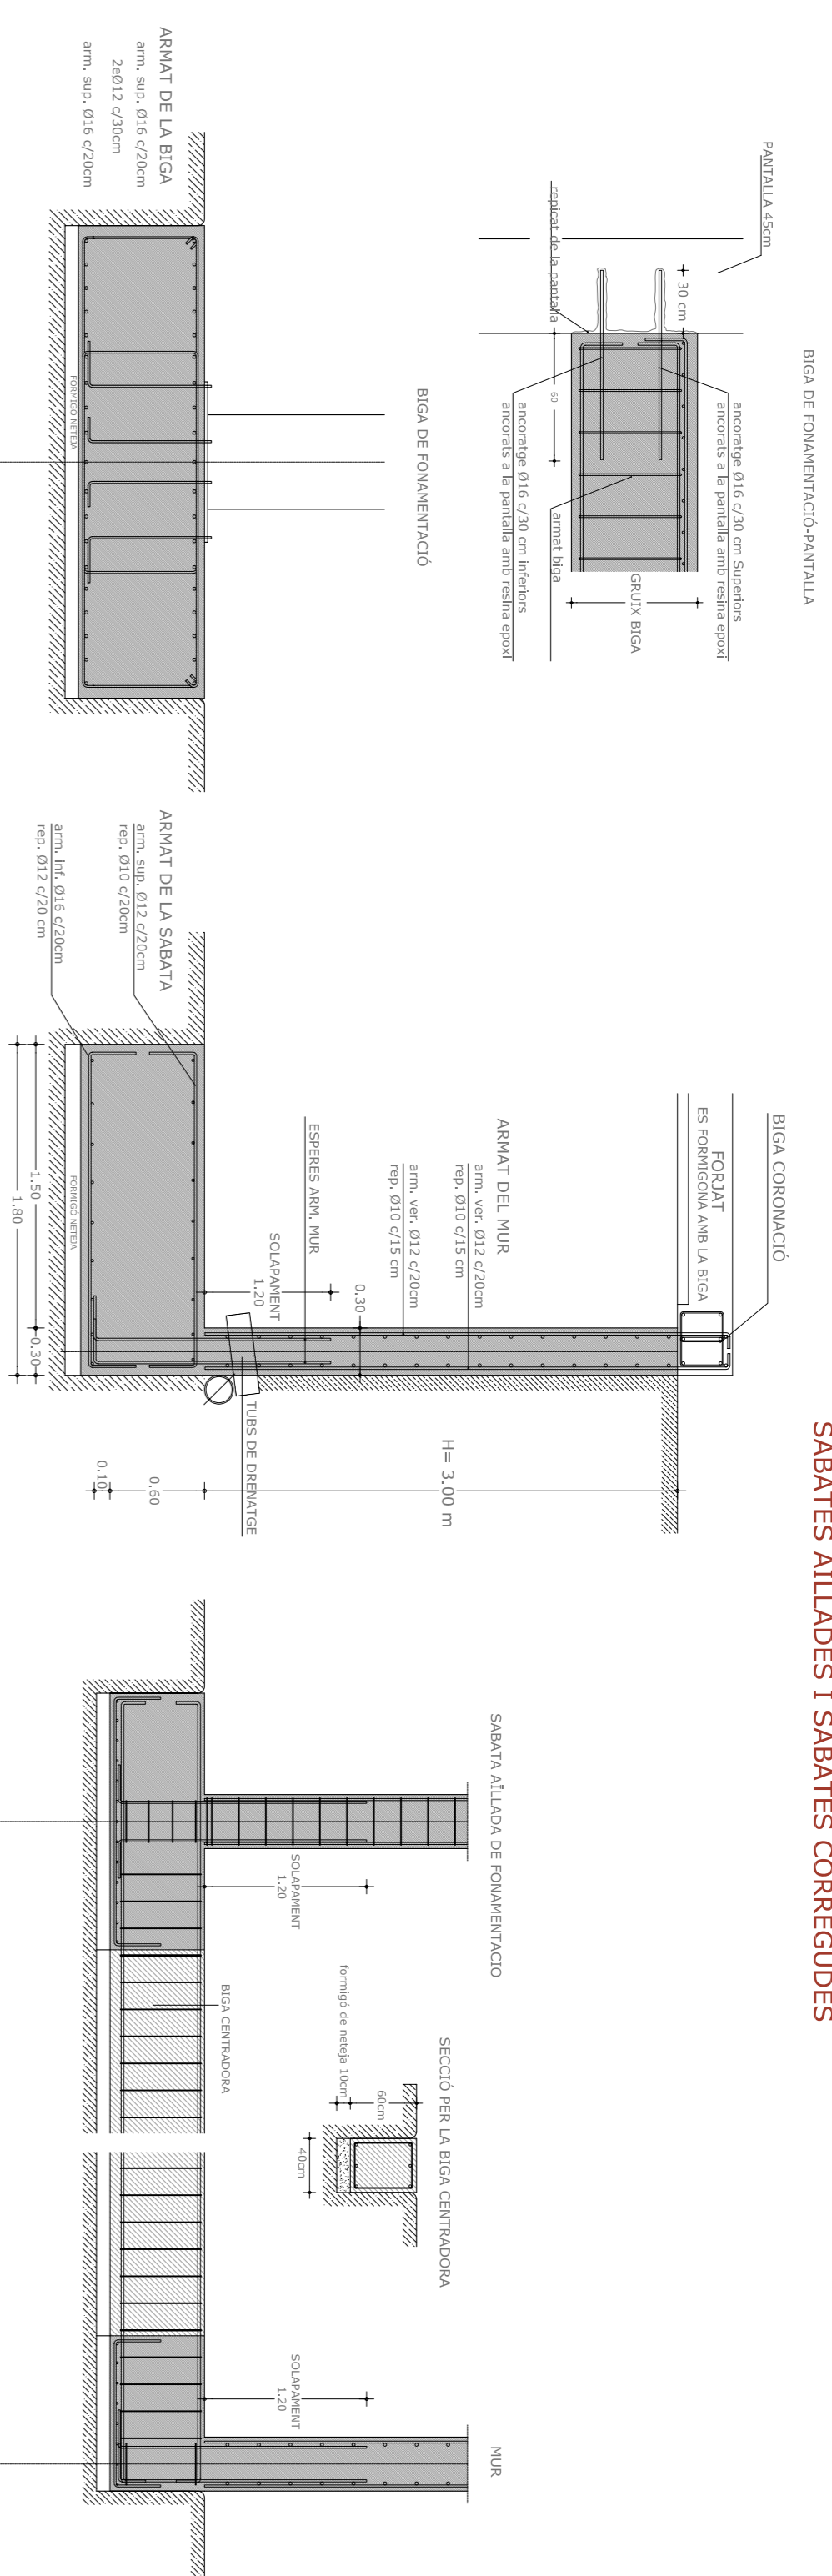 SABATES AÏLLADES I SABATES CORREGUDES
BIGA DE FONAMENTACIÓ-PANTALLA
PANTALLA 45cm
30 cm
ancoratge Ø16 c/30 cm Superiors
ancorats a la pantalla amb resina epoxi
GRUIX BIGA
repicat de la pantalla
60
armat biga
ancoratge Ø16 c/30 cm inferiors
ancorats a la pantalla amb resina epoxi
BIGA DE FONAMENTACIÓ
ARMAT DE LA BIGA
arm. sup. Ø16 c/20cm
2eØ12 c/30cm
arm. sup. Ø16 c/20cm
FORMIGÓ NETEJA
BIGA CORONACIÓ
FORJAT
ES FORMIGONA AMB LA BIGA
ARMAT DEL MUR
arm. ver. Ø12 c/20cm
rep. Ø10 c/15 cm
arm. ver. Ø12 c/20cm
rep. Ø10 c/15 cm
0.30
H= 3.00 m
ESPERES ARM. MUR
SOLAPAMENT
1.20
TUBS DE DRENATGE
ARMAT DE LA SABATA
arm. sup. Ø12 c/20cm
rep. Ø10 c/20cm
arm. inf. Ø16 c/20cm
rep. Ø12 c/20 cm
FORMIGÓ NETEJA
0.60
0.10
1.50
0.30
1.80
SABATA AÏLLADA DE FONAMENTACIO
MUR
SECCIÓ PER LA BIGA CENTRADORA
60cm
formigó de neteja 10cm
40cm
SOLAPAMENT
1.20
SOLAPAMENT
1.20
BIGA CENTRADORA